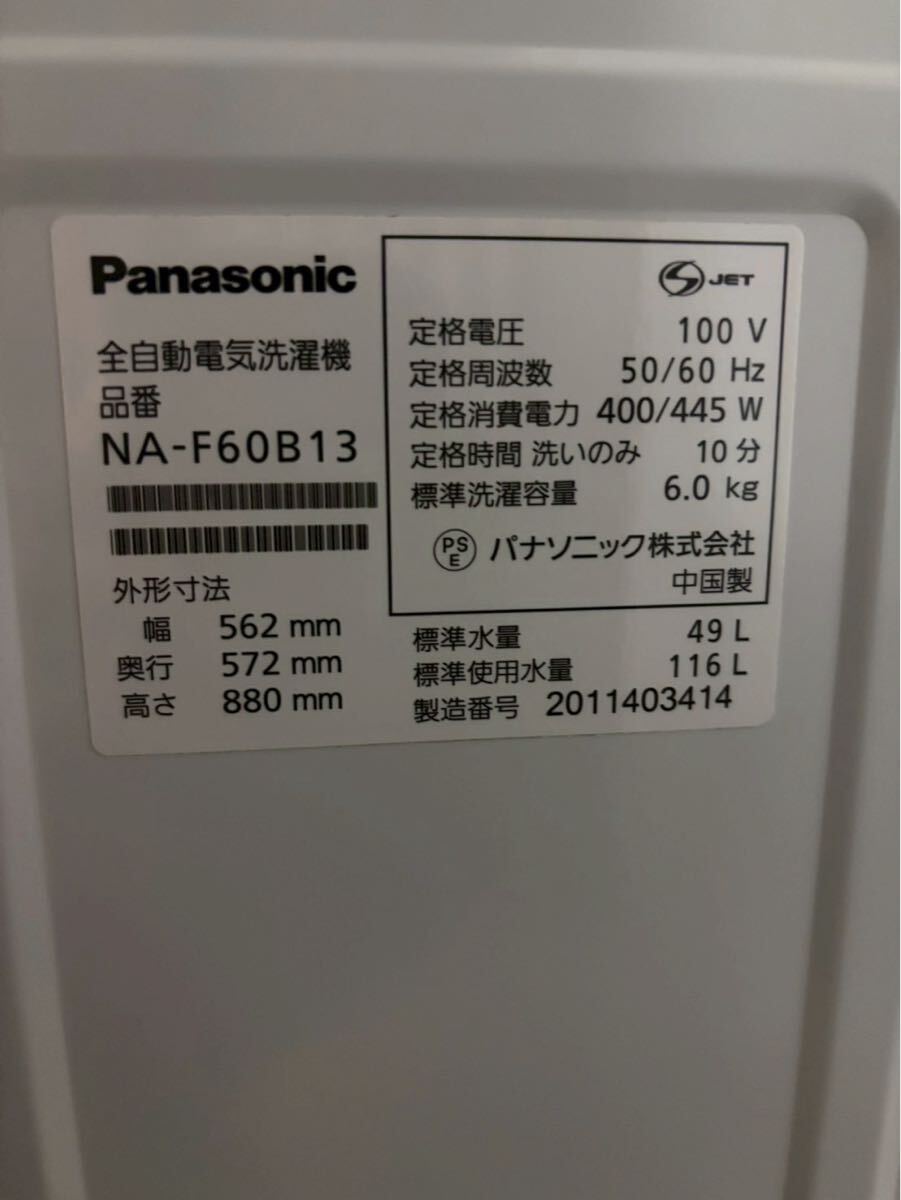 Panasonic
全自動電気洗濯機
品番
NA-F60B13
外形寸法
幅 562 mm
奥行 572 mm
高さ 880 mm
JET
定格電圧 100 V
定格周波数 50/60 Hz
定格消費電力 400/445 W
定格時間 洗いのみ 10 分
標準洗濯容量 6.0 kg
PS
E
パナソニック株式会社
中国製
標準水量 49 L
標準使用水量 116 L
製造番号 2011403414